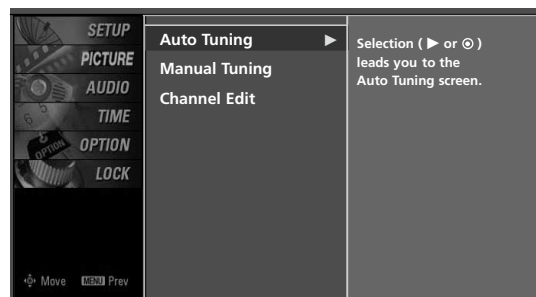 SETUP
PICTURE
AUDIO
TIME
OPTION
LOCK
Move MENU Prev
Auto Tuning ▶
Manual Tuning
Channel Edit
Selection ( ▶ or ◉ )
leads you to the
Auto Tuning screen.